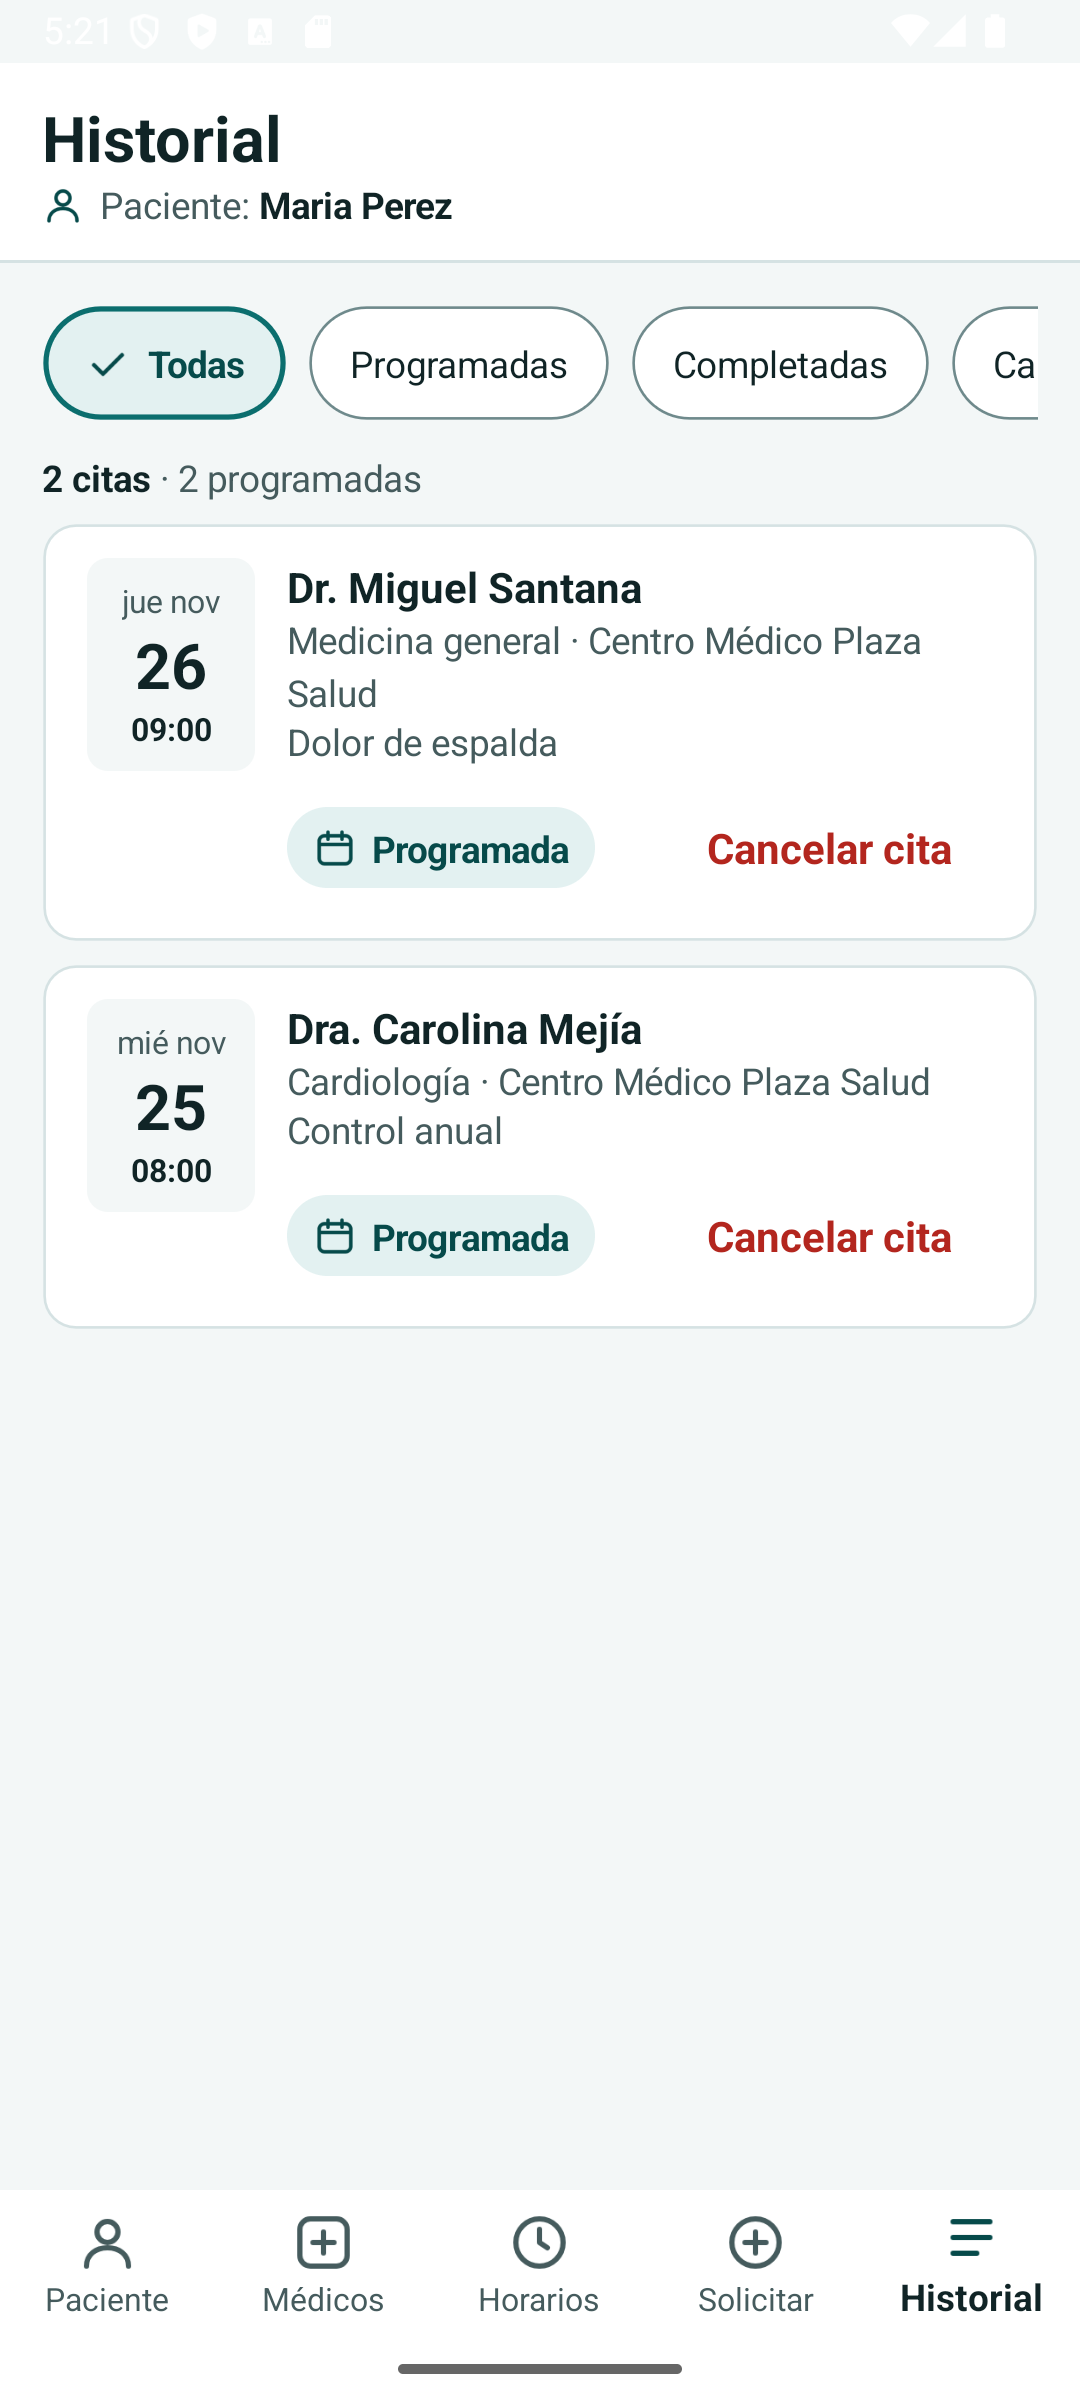 5:21
Historial
Paciente: Maria Perez
Todas
Programadas
Completadas
Ca
2 citas · 2 programadas
jue nov
26
09:00
Dr. Miguel Santana
Medicina general · Centro Médico Plaza
Salud
Dolor de espalda
Programada
Cancelar cita
mié nov
25
08:00
Dra. Carolina Mejía
Cardiología · Centro Médico Plaza Salud
Control anual
Programada
Cancelar cita
Paciente
Médicos
Horarios
Solicitar
Historial